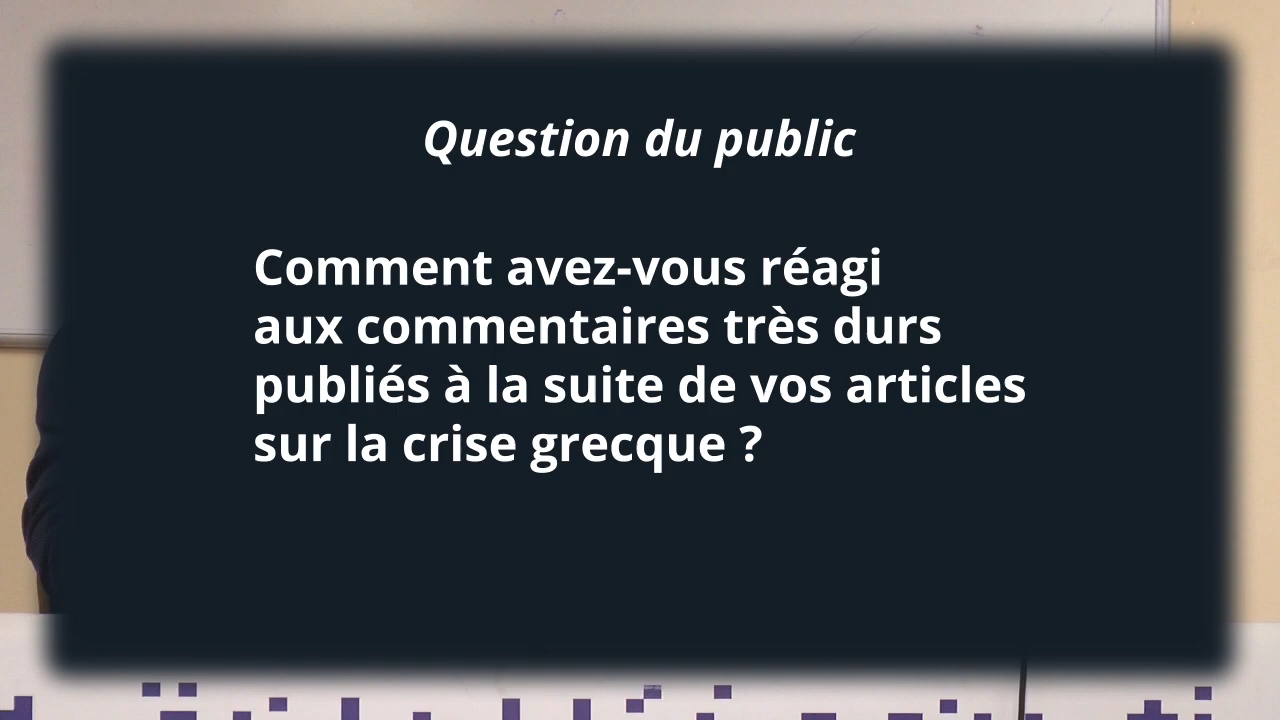 Question du public
Comment avez-vous réagi
aux commentaires très durs
publiés à la suite de vos articles
sur la crise grecque ?